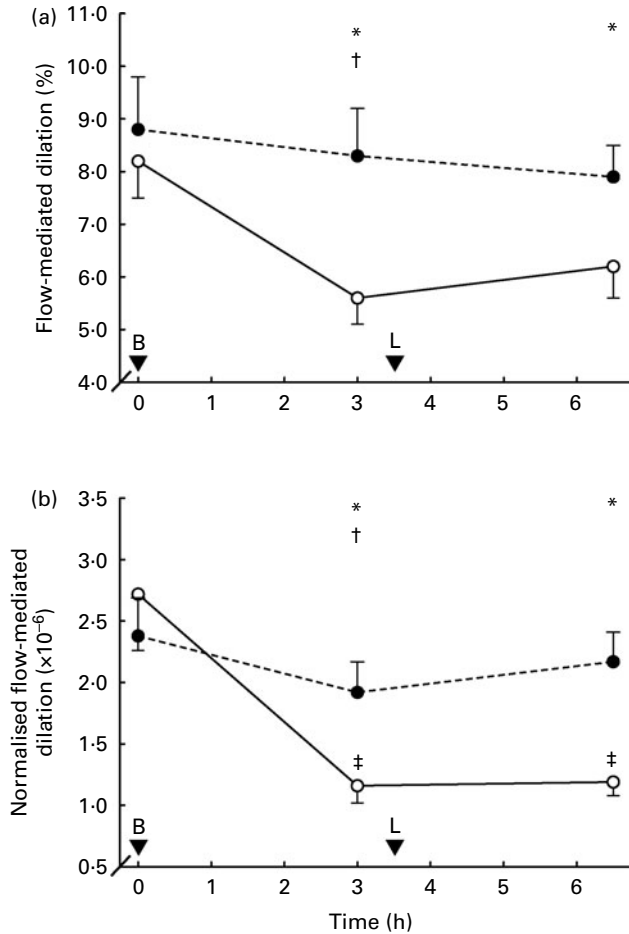 (a)
11·0
10·0
9·0
8·0
7·0
6·0
5·0
4·0
Flow-mediated dilation (%)
* *
†
B L
0 1 2 3 4 5 6
(b)
3·5
3·0
2·5
2·0
1·5
1·0
0·5
Normalised flow-mediated
dilation (×10⁻⁶)
* *
†
‡ ‡
B L
0 1 2 3 4 5 6
Time (h)